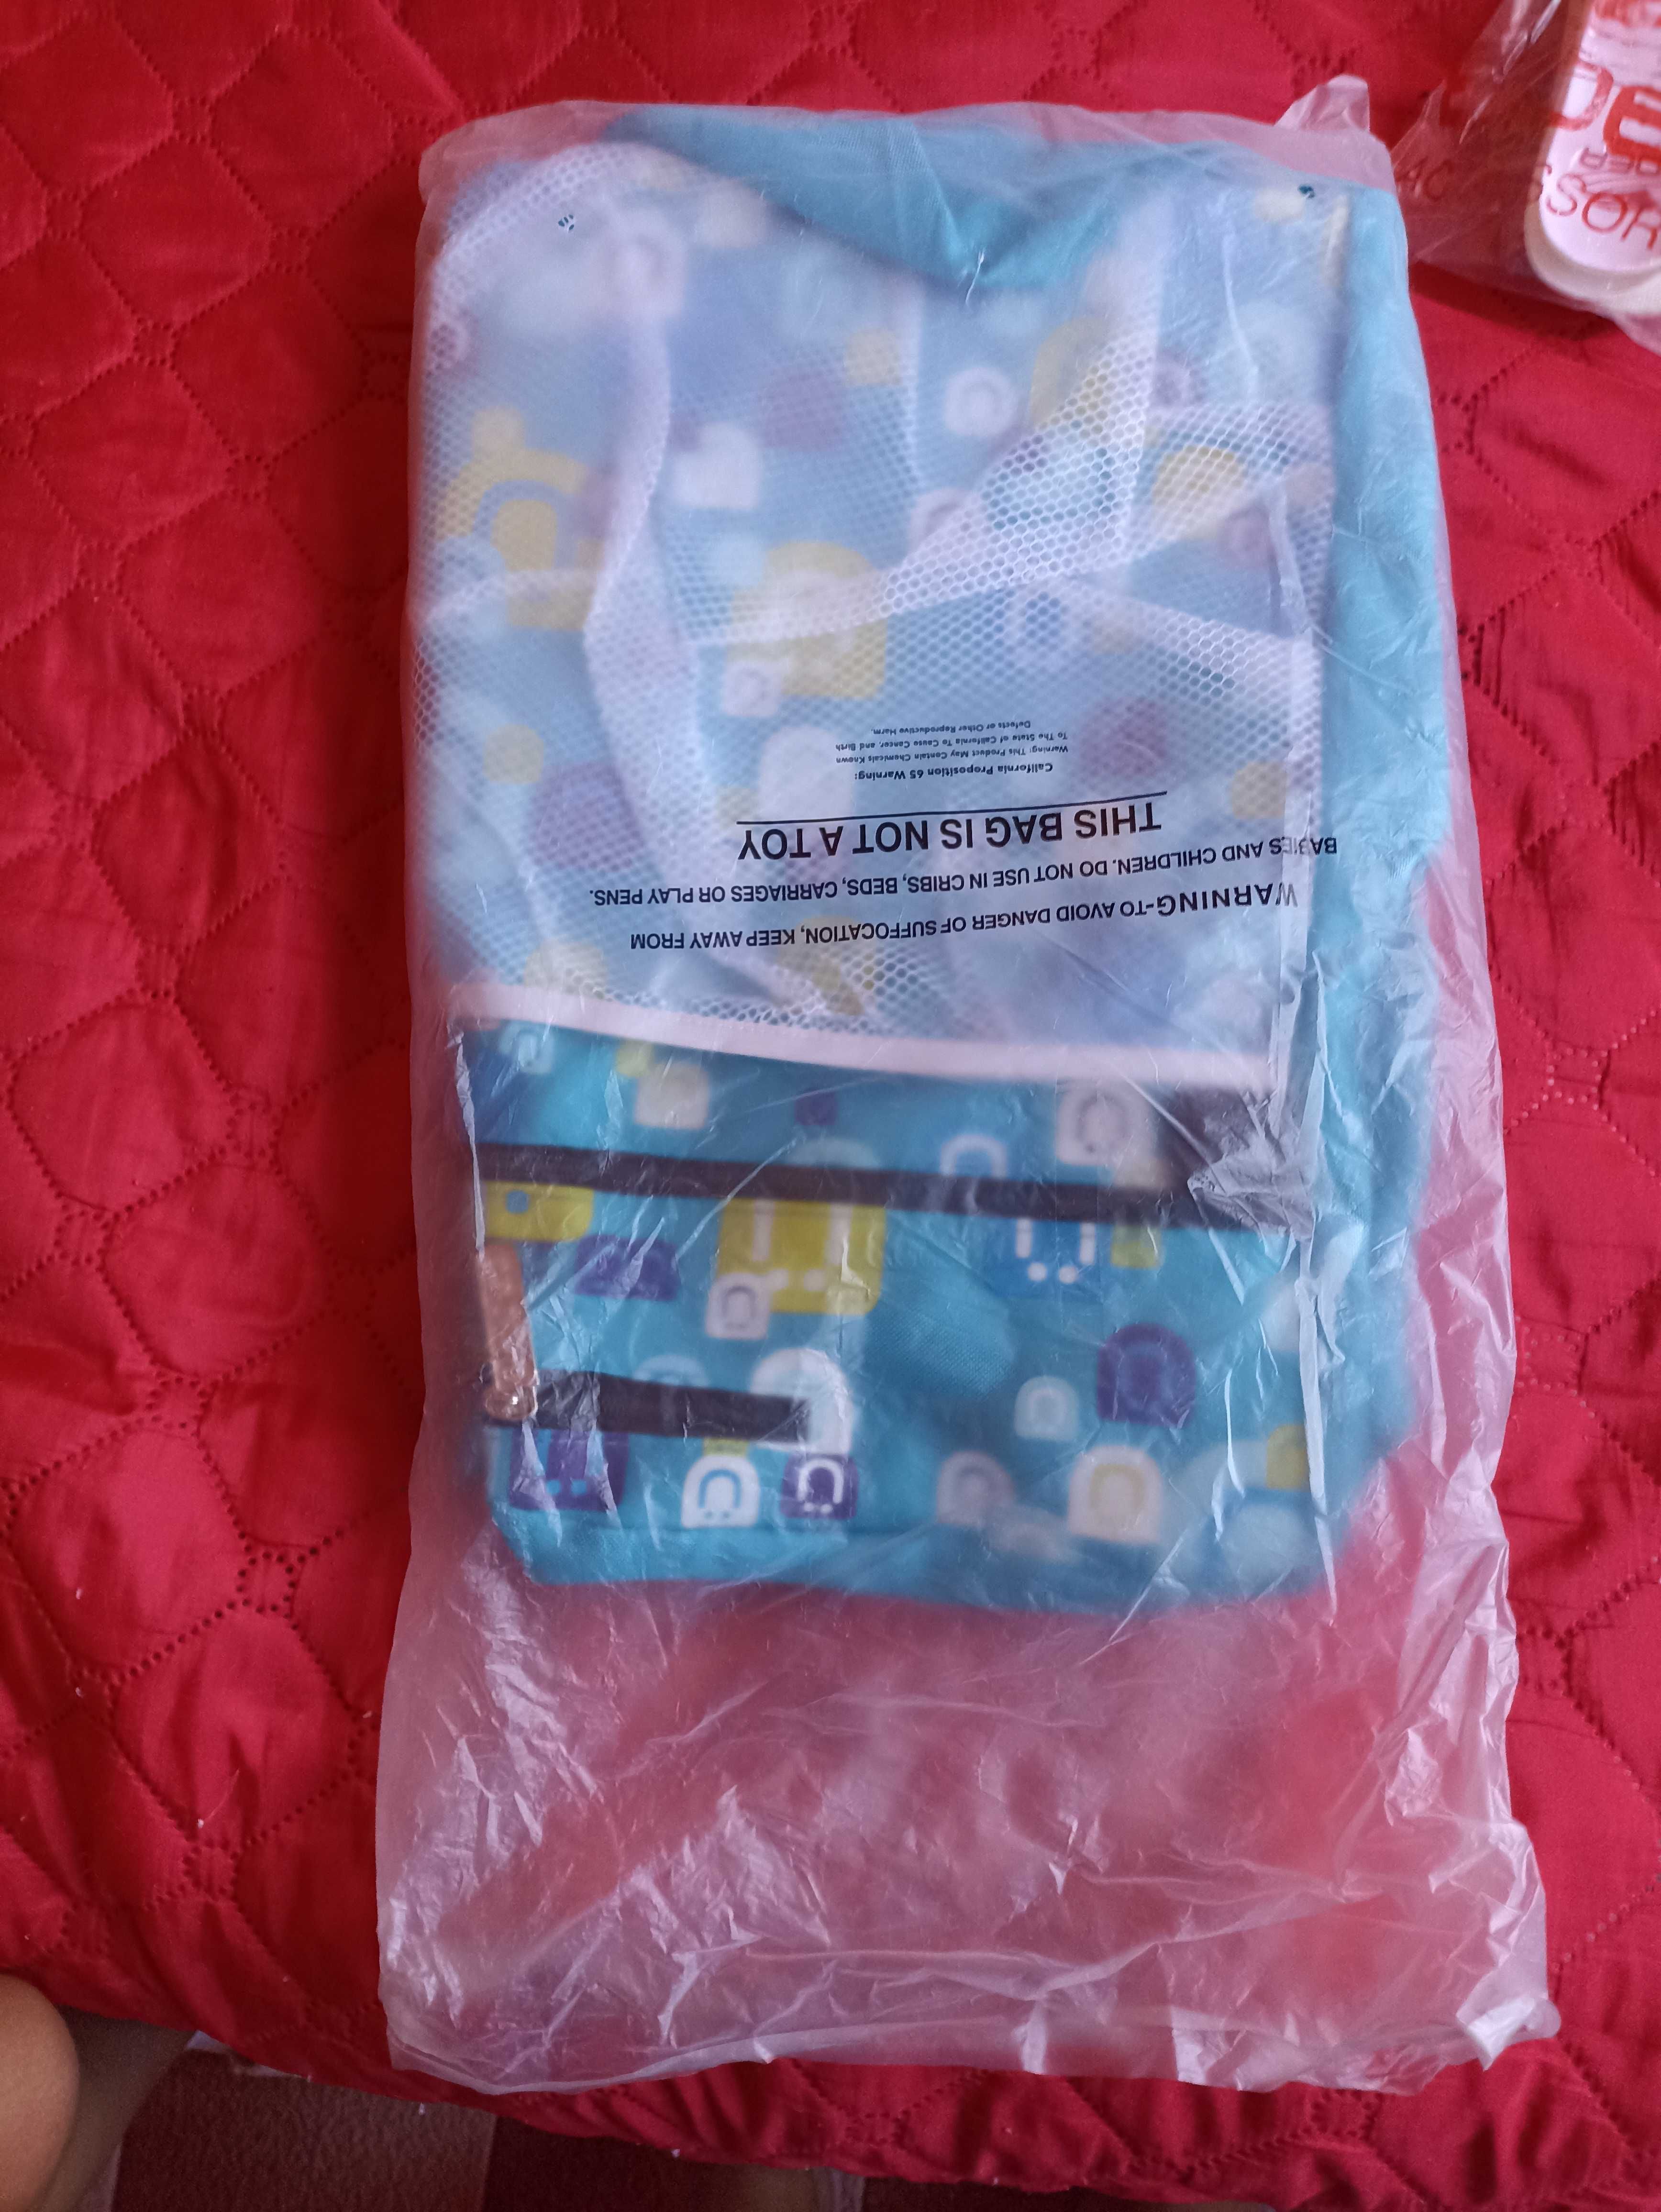 WARNING-TO AVOID DANGER OF SUFFOCATION, KEEP AWAY FROM
BABIES AND CHILDREN. DO NOT USE IN CRIBS, BEDS, CARRIAGES OR PLAY PENS.
THIS BAG IS NOT A TOY
California Proposition 65 Warning:
Warning: This Product May Contain Chemicals Known
To The State of California To Cause Cancer, and Birth
Defects or Other Reproductive Harm.